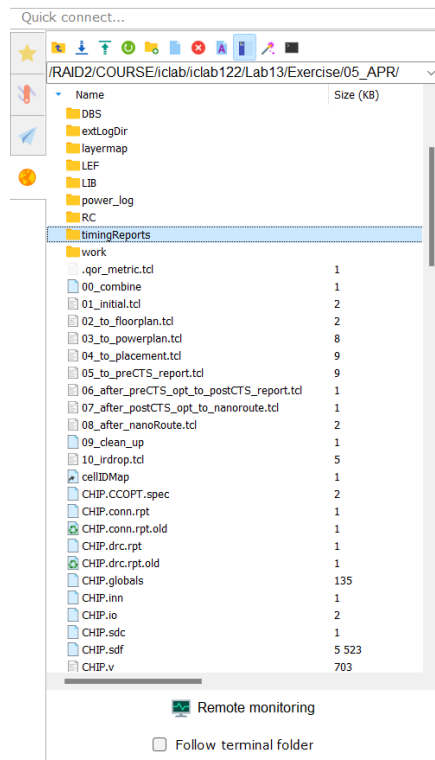 Quick connect...
/RAID2/COURSE/iclab/iclab122/Lab13/Exercise/05_APR/
Name Size (KB)
DBS
extLogDir
layermap
LEF
LIB
power_log
RC
timingReports
work
.qor_metric.tcl 1
00_combine 1
01_initial.tcl 2
02_to_floorplan.tcl 2
03_to_powerplan.tcl 8
04_to_placement.tcl 9
05_to_preCTS_report.tcl 9
06_after_preCTS_opt_to_postCTS_report.tcl 1
07_after_postCTS_opt_to_nanoroute.tcl 1
08_after_nanoRoute.tcl 2
09_clean_up 1
10_irdrop.tcl 5
cellIDMap 1
CHIP.CCOPT.spec 2
CHIP.conn.rpt 1
CHIP.conn.rpt.old 1
CHIP.drc.rpt 1
CHIP.drc.rpt.old 1
CHIP.globals 135
CHIP.inn 1
CHIP.io 2
CHIP.sdc 1
CHIP.sdf 5 523
CHIP.v 703
Remote monitoring
Follow terminal folder